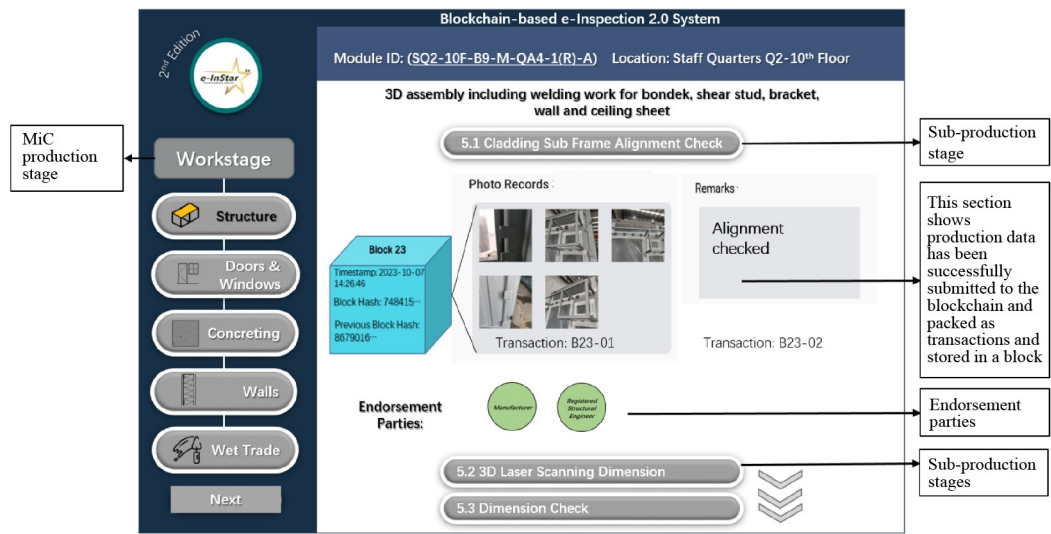 Blockchain-based e-Inspection 2.0 System
2nd Edition
e-InStar
Module ID: (SQ2-10F-B9-M-QA4-1(R)-A) Location: Staff Quarters Q2-10th Floor
3D assembly including welding work for bondek, shear stud, bracket,
wall and ceiling sheet
MiC
production
stage
Workstage
Structure
Doors &
Windows
Concreting
Walls
Wet Trade
Next
5.1 Cladding Sub Frame Alignment Check
Sub-production
stage
Photo Records :
Remarks
Alignment
checked
Block 23
Timestamp: 2023-10-07
14:26:46
Block Hash: 748415···
Previous Block Hash:
8679016···
Transaction: B23-01
Transaction: B23-02
This section
shows
production data
has been
successfully
submitted to the
blockchain and
packed as
transactions and
stored in a block
Endorsement
Parties:
Manufacturer
Registered
Structural
Engineer
Endorsement
parties
5.2 3D Laser Scanning Dimension
5.3 Dimension Check
Sub-production
stages